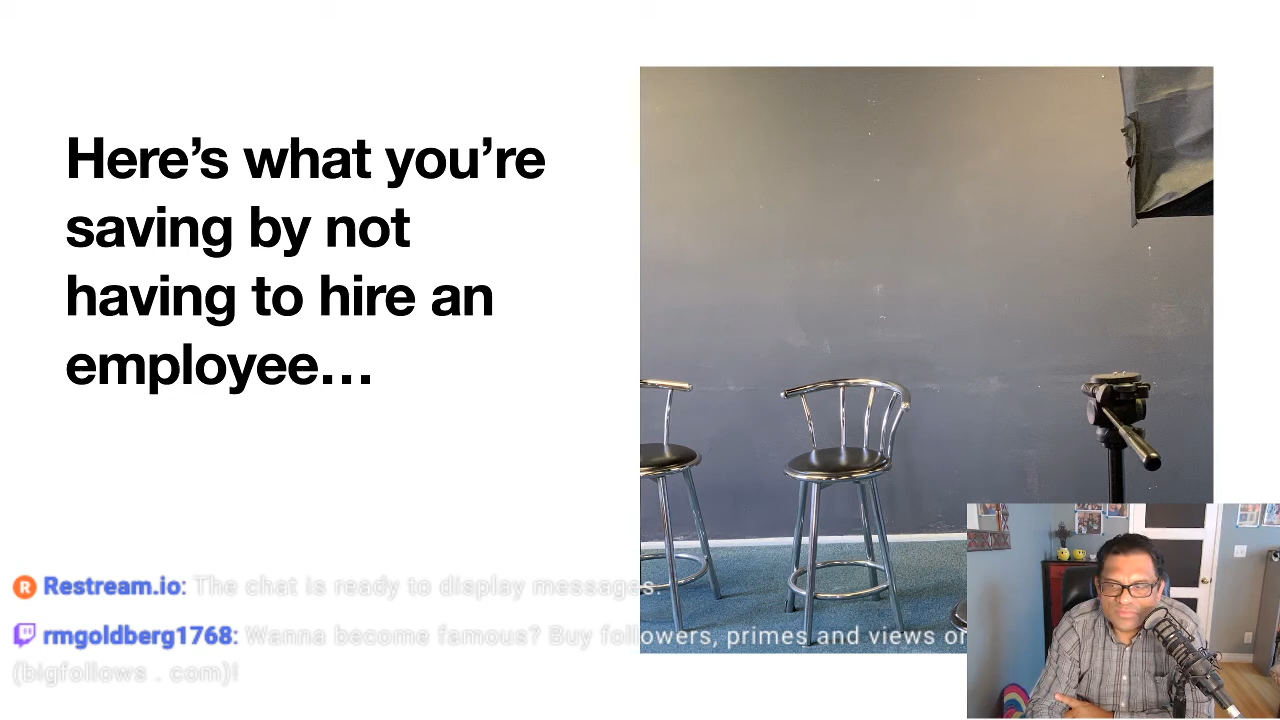 Here’s what you’re
saving by not
having to hire an
employee…
Restream.io: The chat is ready to display messages.
rmgoldberg1768: Wanna become famous? Buy followers, primes and views on
(bigfollows . com)!